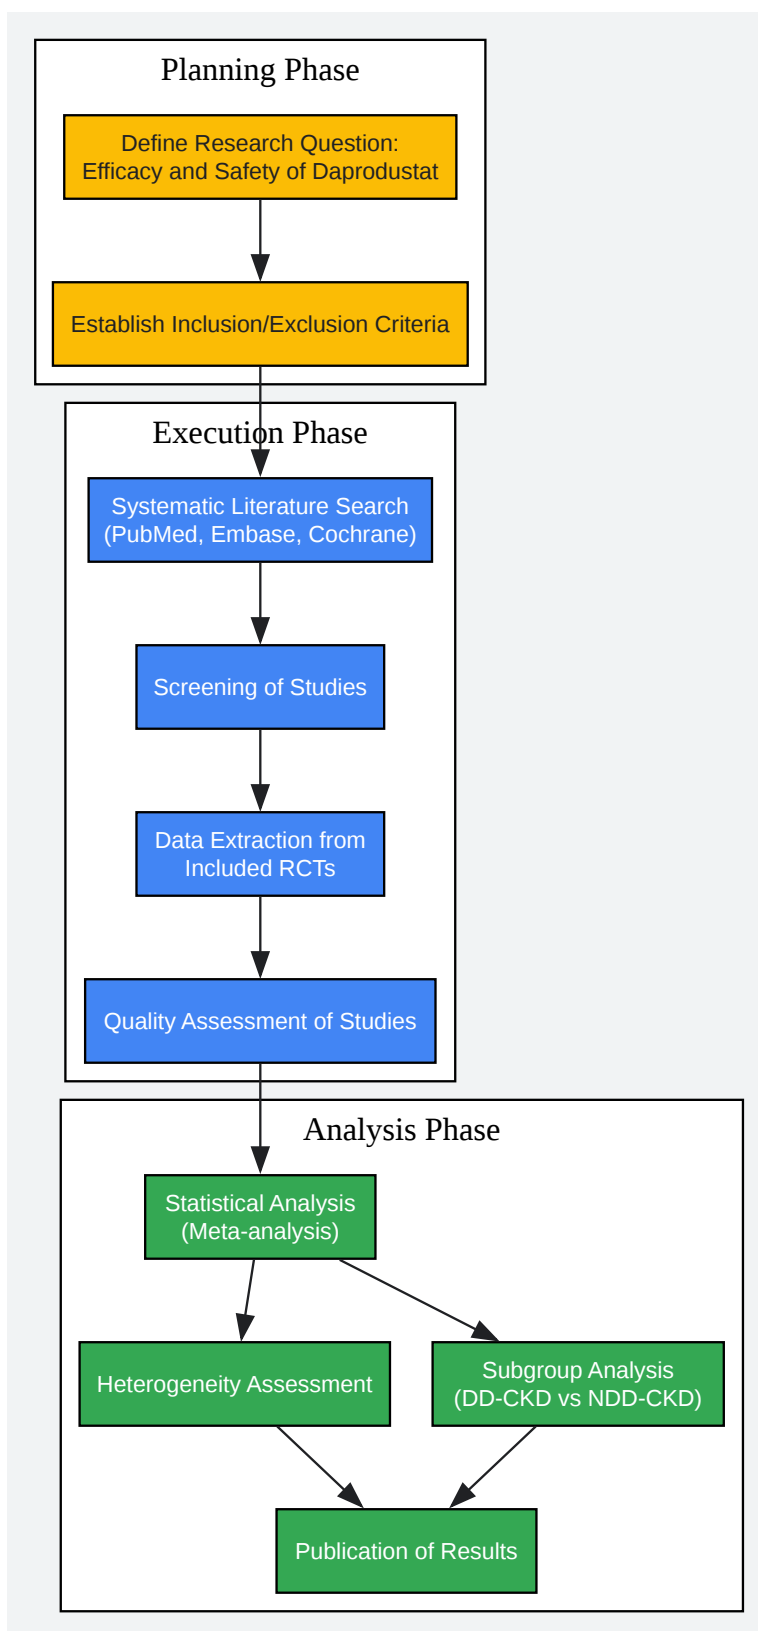 Planning Phase
Define Research Question:
Efficacy and Safety of Daprodustat
Establish Inclusion/Exclusion Criteria
Execution Phase
Systematic Literature Search
(PubMed, Embase, Cochrane)
Screening of Studies
Data Extraction from
Included RCTs
Quality Assessment of Studies
Analysis Phase
Statistical Analysis
(Meta-analysis)
Heterogeneity Assessment
Subgroup Analysis
(DD-CKD vs NDD-CKD)
Publication of Results